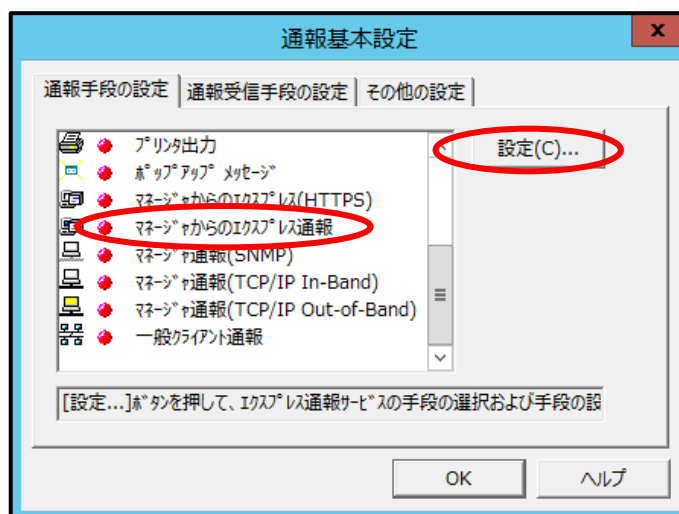 通報基本設定
x
通報手段の設定 通報受信手段の設定 その他の設定
ﾌﾟﾘﾝﾀ出力
ﾎﾟｯﾌﾟｱｯﾌﾟ ﾒｯｾｰｼﾞ
ﾏﾈｰｼﾞｬからのｴｸｽﾌﾟﾚｽ(HTTPS)
ﾏﾈｰｼﾞｬからのｴｸｽﾌﾟﾚｽ通報
ﾏﾈｰｼﾞｬ通報(SNMP)
ﾏﾈｰｼﾞｬ通報(TCP/IP In-Band)
ﾏﾈｰｼﾞｬ通報(TCP/IP Out-of-Band)
一般ｸﾗｲｱﾝﾄ通報
設定(C)...
[設定...]ﾎﾞﾀﾝを押して、ｴｸｽﾌﾟﾚｽ通報ｻｰﾋﾞｽの手段の選択および手段の設
OK ヘルプ